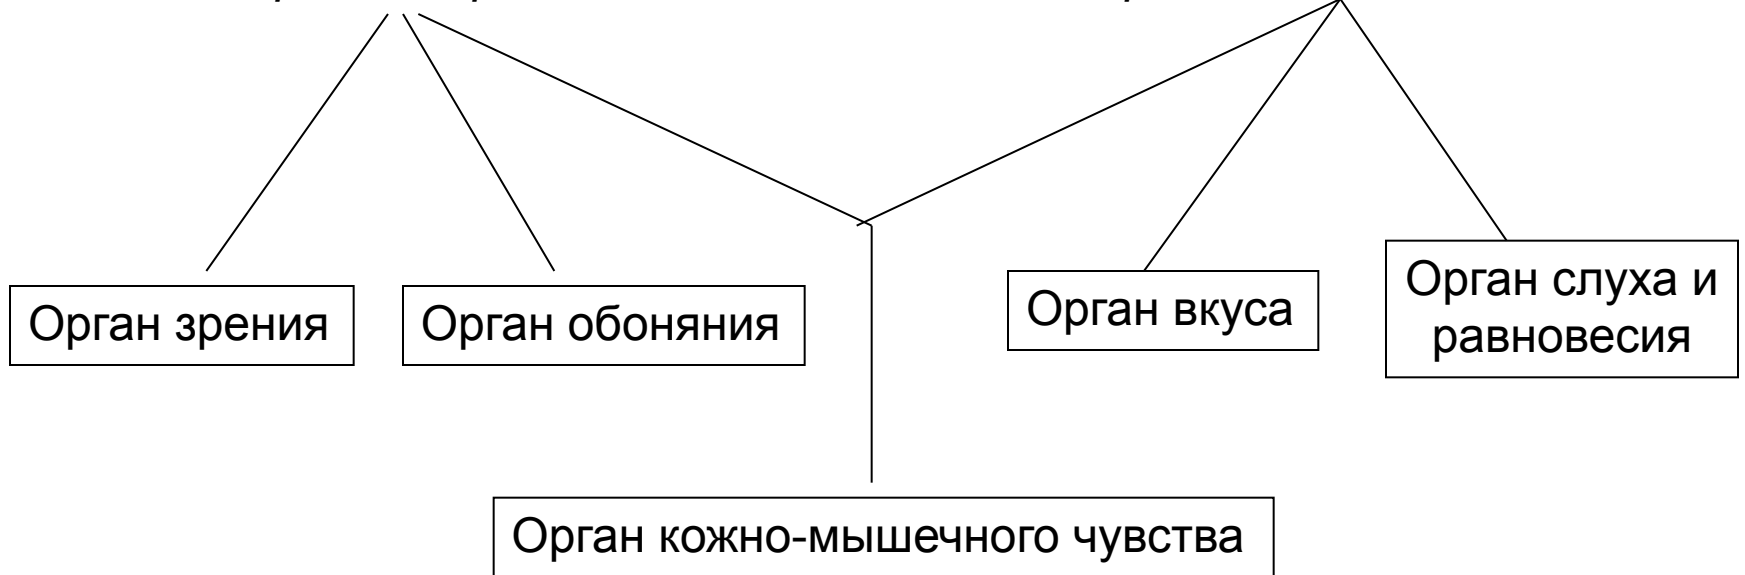 Орган зрения
Орган обоняния
Орган вкуса
Орган слуха и
равновесия
Орган кожно-мышечного чувства